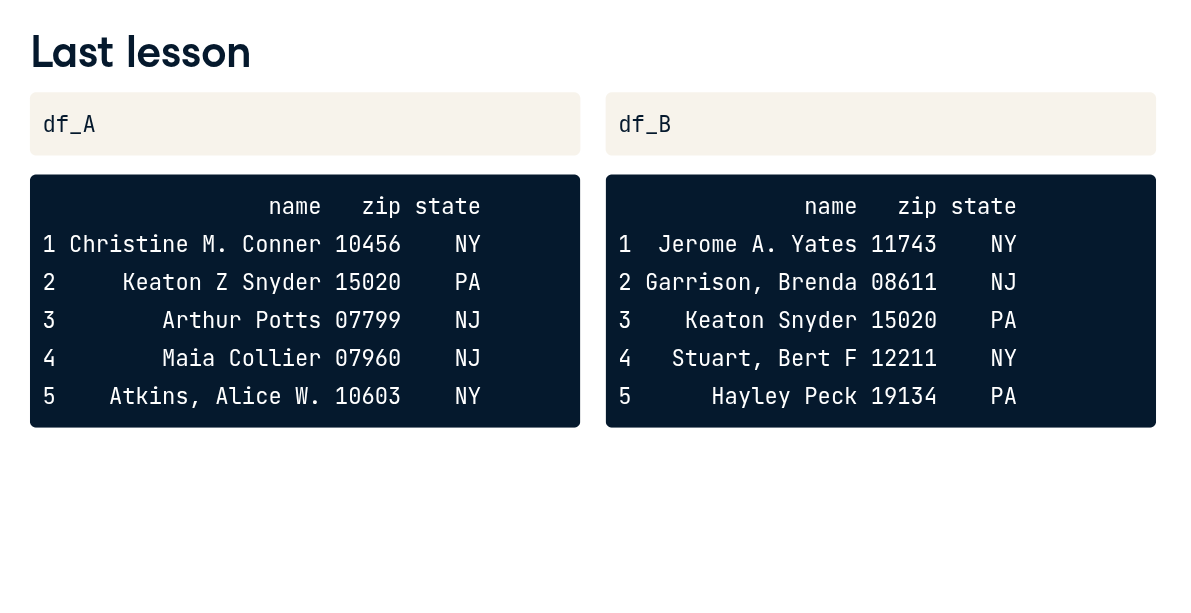 Last lesson
df_A
name zip state
1 Christine M. Conner 10456 NY
2 Keaton Z Snyder 15020 PA
3 Arthur Potts 07799 NJ
4 Maia Collier 07960 NJ
5 Atkins, Alice W. 10603 NY
df_B
name zip state
1 Jerome A. Yates 11743 NY
2 Garrison, Brenda 08611 NJ
3 Keaton Snyder 15020 PA
4 Stuart, Bert F 12211 NY
5 Hayley Peck 19134 PA